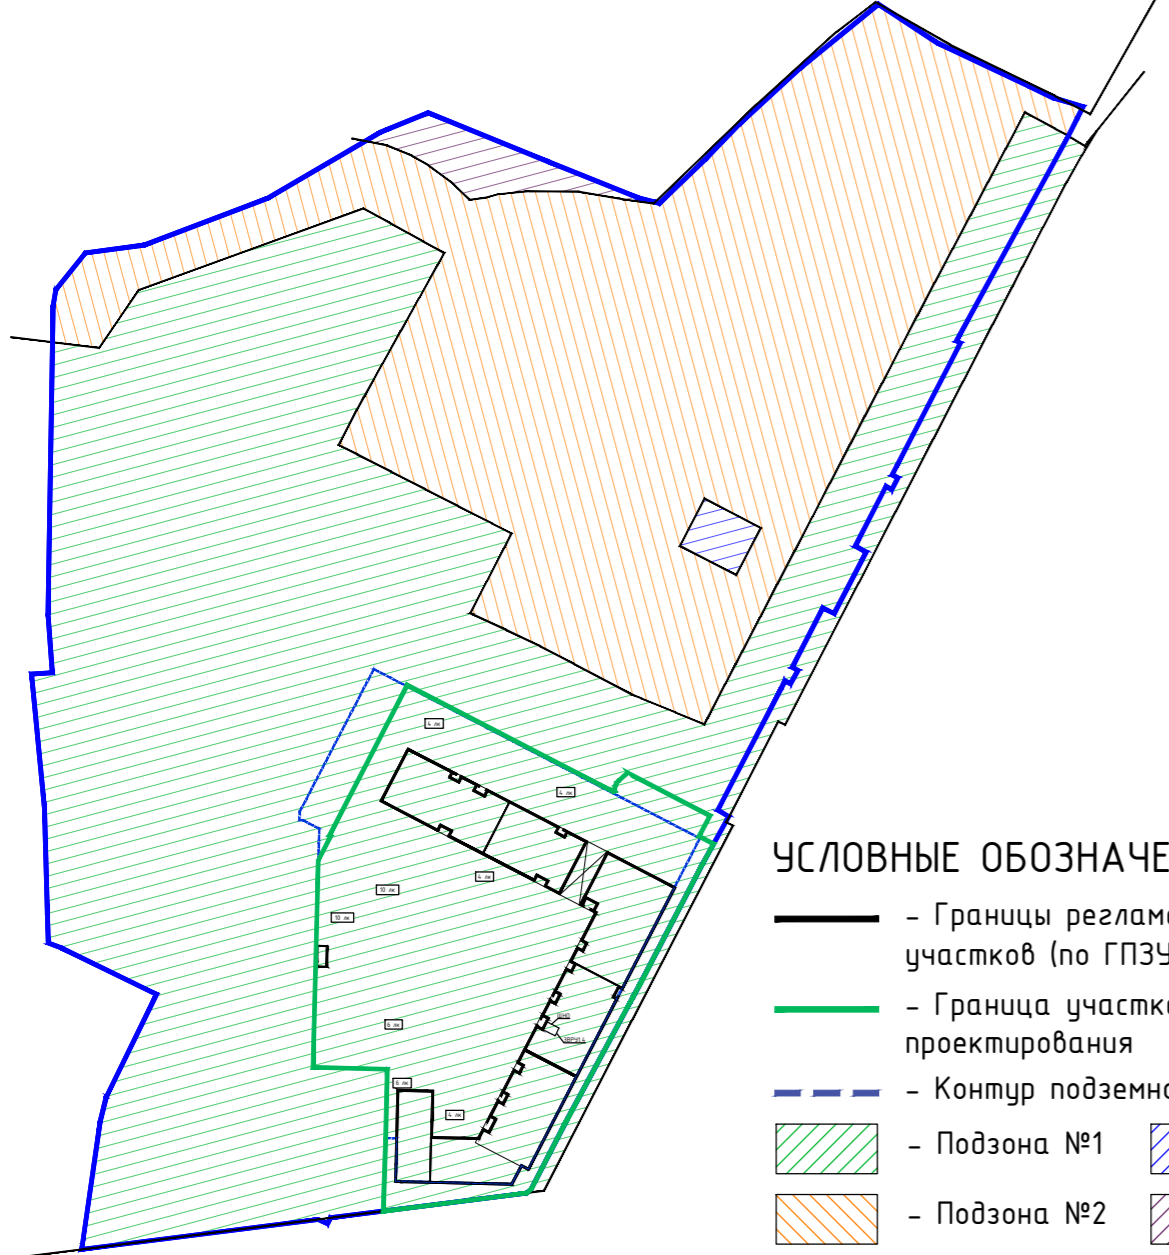 4 лк
4 лк
4 лк
10 лк
10 лк
6 лк
ЩНО
6 лк
4 лк
УСЛОВНЫЕ ОБОЗНАЧЕ
- Границы реглам
участков (по ГПЗУ
- Граница участк
проектирования
- Контур подземн
- Подзона №1
- Подзона №2